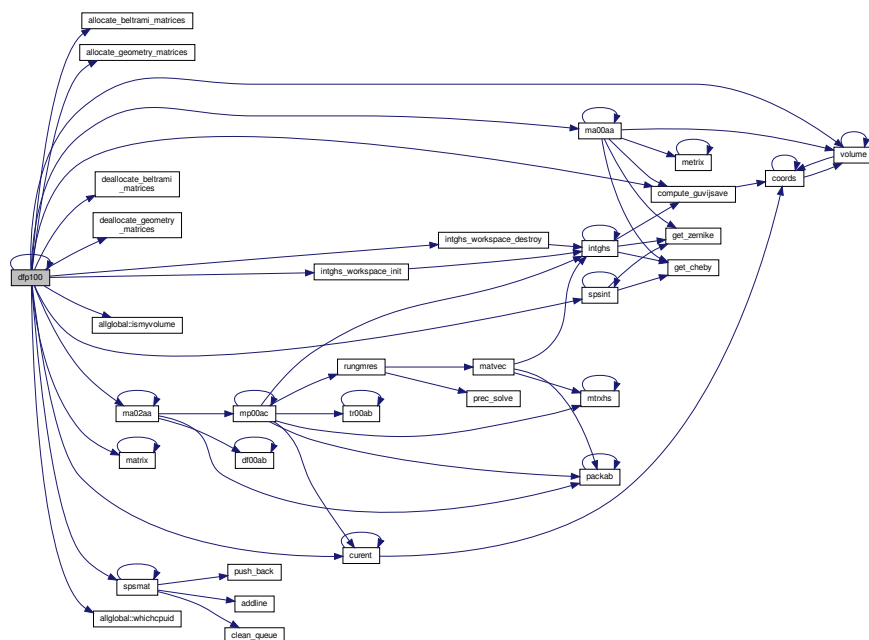 allocate_beltrami_matrices
allocate_geometry_matrices
ma00aa
metrix
volume
coords
deallocate_beltrami
_matrices
compute_guvijsave
deallocate_geometry
_matrices
intghs_workspace_destroy
intghs
get_zernike
dfp100
intghs_workspace_init
get_cheby
spsint
allglobal::ismyvolume
rungmres
matvec
prec_solve
mtrxhs
ma02aa
mp00ac
tr00ab
matrix
df00ab
packab
curent
push_back
spsmat
addline
allglobal::whichcpuid
clean_queue